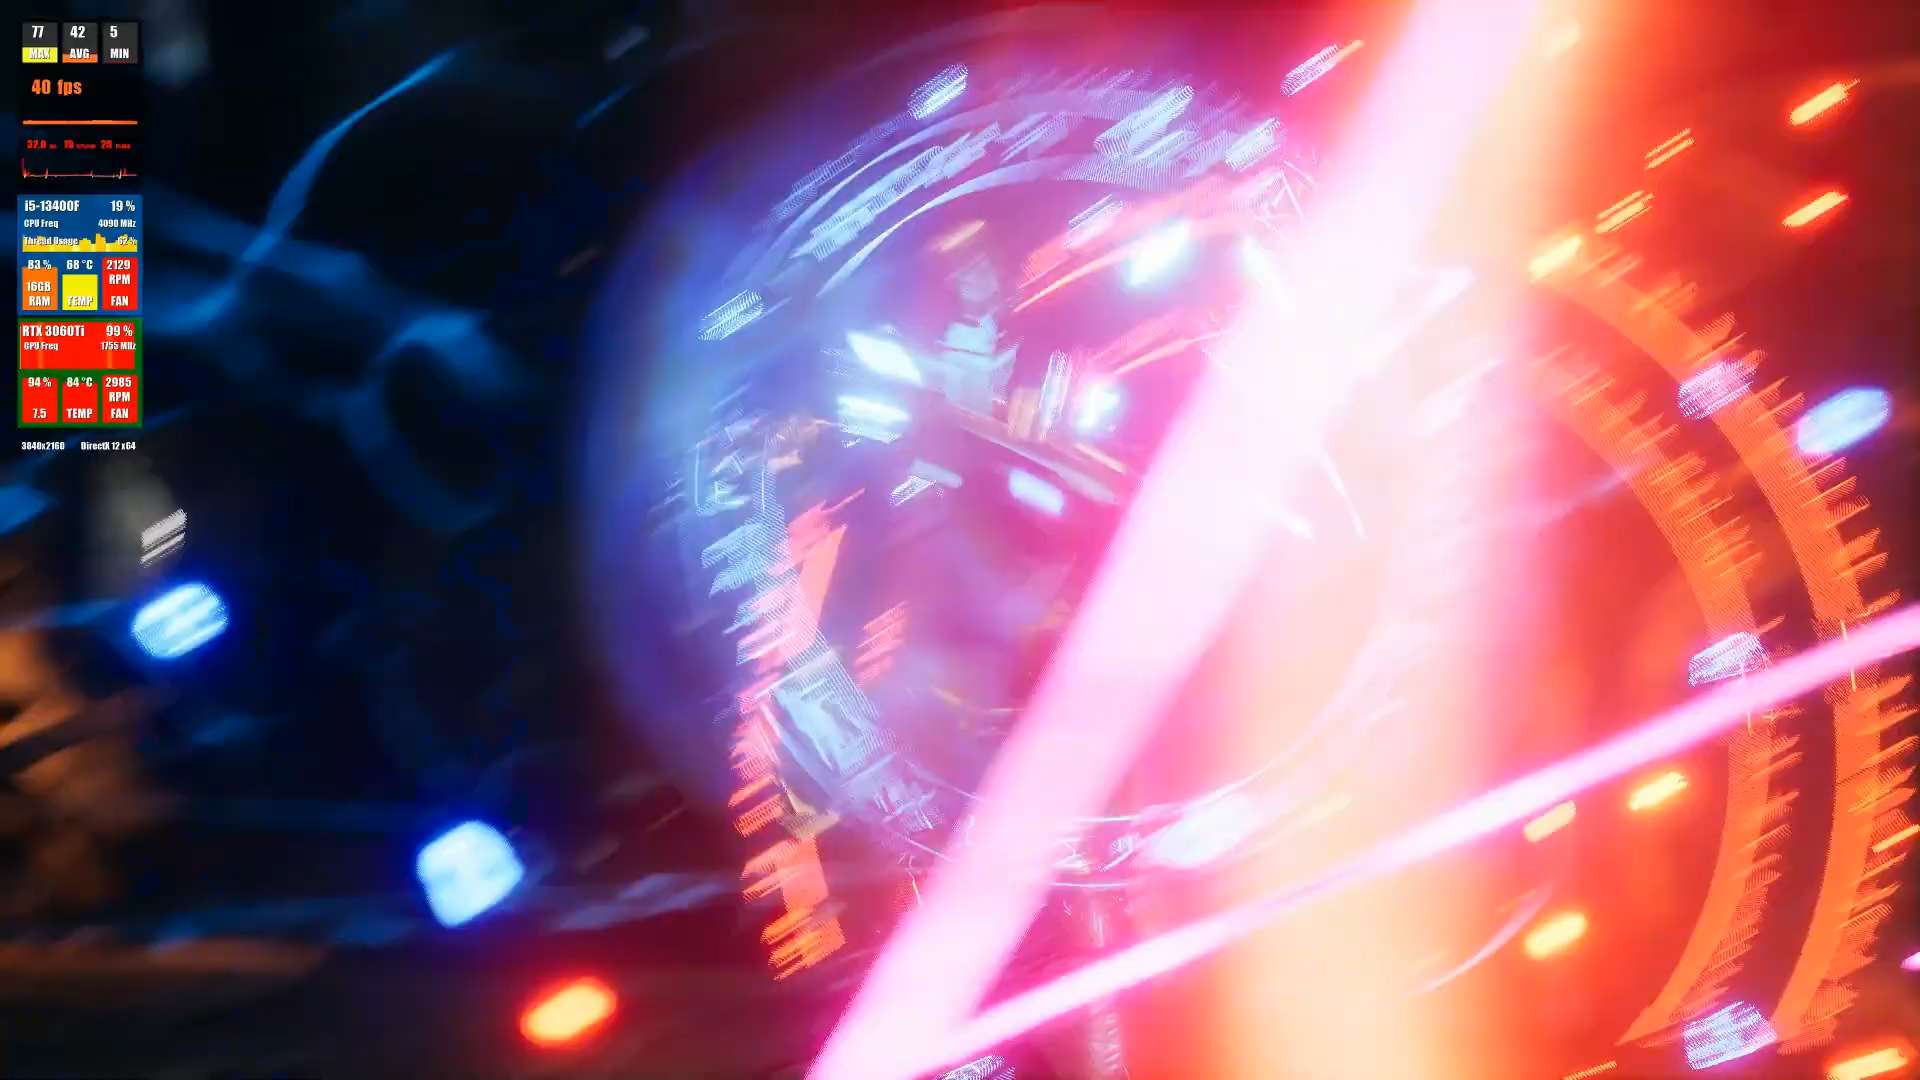 77 42 5
MAX AVG MIN
40 fps
i5-13400F 19 %
CPU Freq 4090 MHz
Thread Usage 62%
83 % 68 °C 2129
RPM
16GB
RAM TEMP FAN
RTX 3060Ti 99 %
GPU Freq 1755 MHz
94 % 84 °C 2985
RPM
7.5 TEMP FAN
3840x2160 DirectX 12 x64